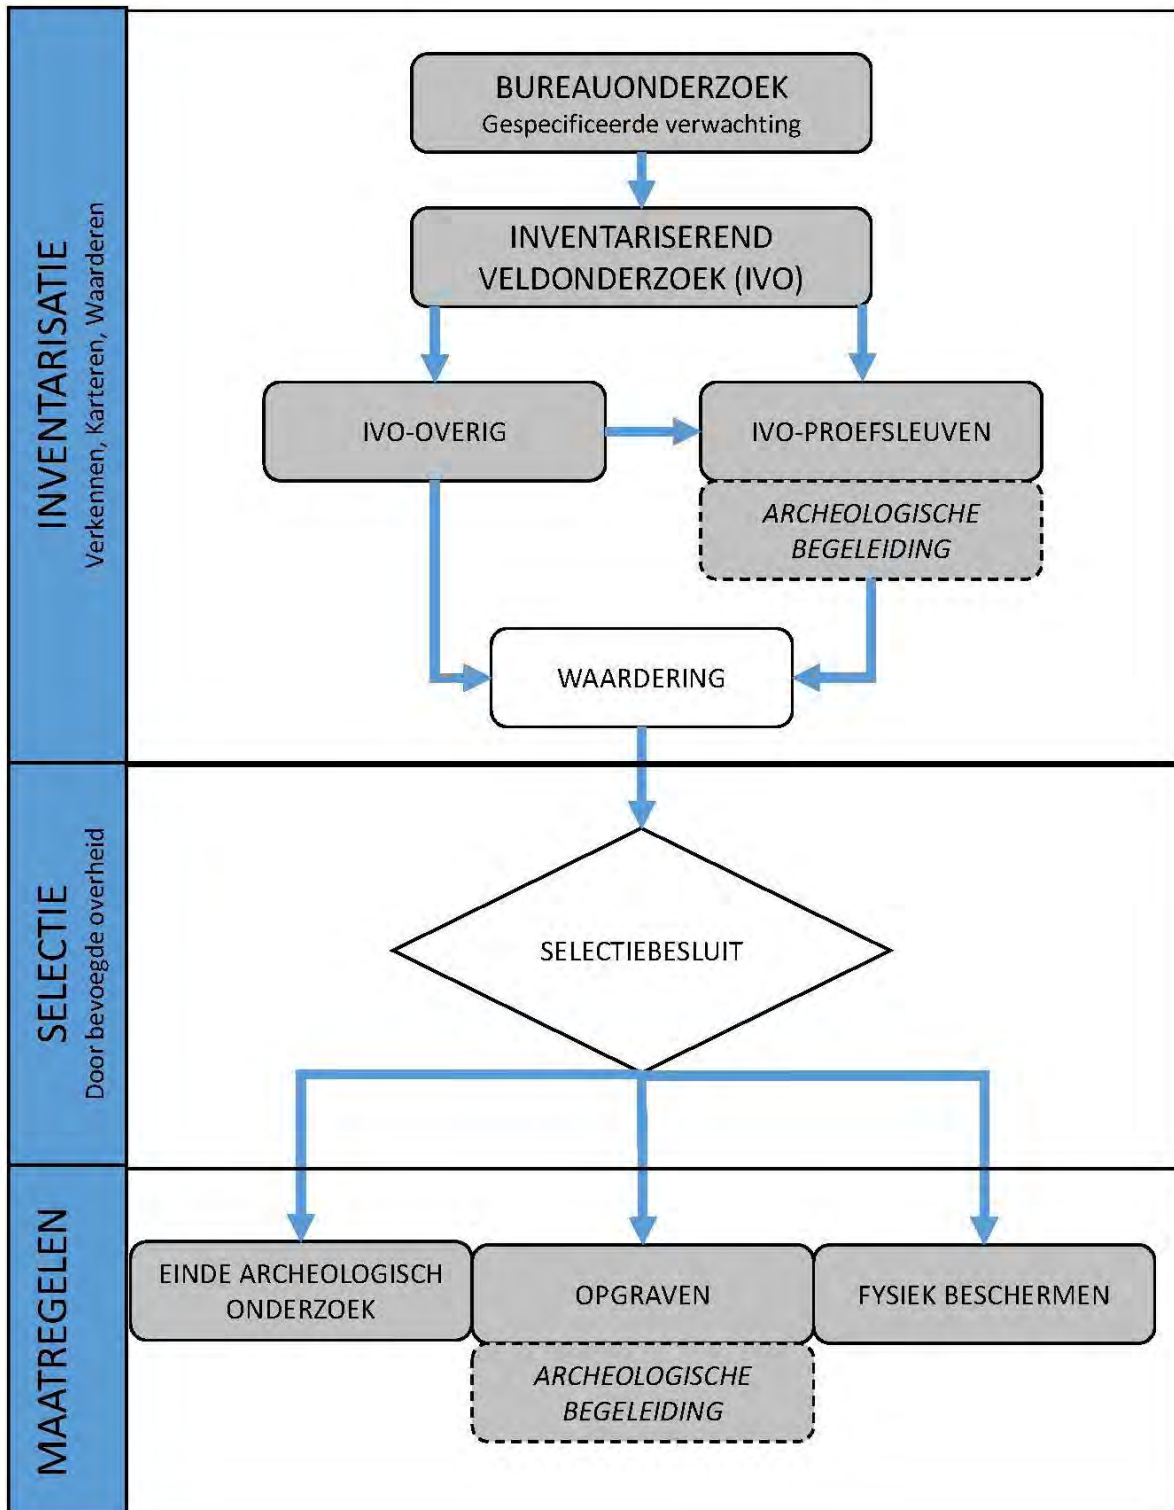 INVENTARISATIE
Verkennen, Karteren, Waarderen
BUREAUONDERZOEK
Gespecificeerde verwachting
INVENTARISEREND
VELDONDERZOEK (IVO)
IVO-OVERIG
IVO-PROEFSLEUVEN
ARCHEOLOGISCHE
BEGELEIDING
WAARDERING
SELECTIE
Door bevoegde overheid
SELECTIEBESLUIT
MAATREGELEN
EINDE ARCHEOLOGISCH
ONDERZOEK
OPGRAVEN
ARCHEOLOGISCHE
BEGELEIDING
FYSIEK BESCHERMEN